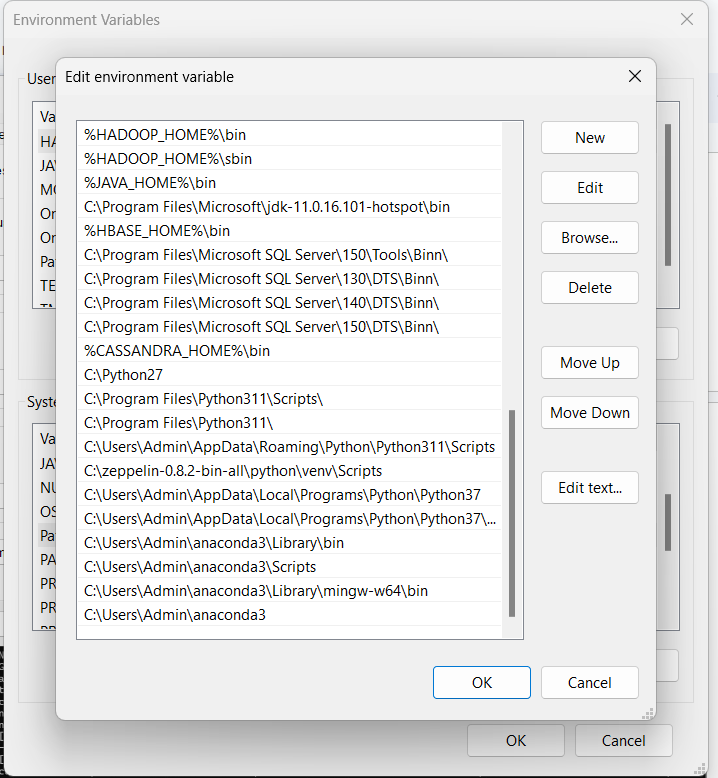 Environment Variables
Edit environment variable
User
Va
HA
JA
MO
On
On
Pa
TE
%HADOOP_HOME%\bin
%HADOOP_HOME%\sbin
%JAVA_HOME%\bin
C:\Program Files\Microsoft\jdk-11.0.16.101-hotspot\bin
%HBASE_HOME%\bin
C:\Program Files\Microsoft SQL Server\150\Tools\Binn\
C:\Program Files\Microsoft SQL Server\130\DTS\Binn\
C:\Program Files\Microsoft SQL Server\140\DTS\Binn\
C:\Program Files\Microsoft SQL Server\150\DTS\Binn\
%CASSANDRA_HOME%\bin
C:\Python27
C:\Program Files\Python311\Scripts\
C:\Program Files\Python311\
C:\Users\Admin\AppData\Roaming\Python\Python311\Scripts
C:\zeppelin-0.8.2-bin-all\python\venv\Scripts
C:\Users\Admin\AppData\Local\Programs\Python\Python37
C:\Users\Admin\AppData\Local\Programs\Python\Python37\...
C:\Users\Admin\anaconda3\Library\bin
C:\Users\Admin\anaconda3\Scripts
C:\Users\Admin\anaconda3\Library\mingw-w64\bin
C:\Users\Admin\anaconda3
New
Edit
Browse...
Delete
Move Up
Move Down
Edit text...
Syste
Va
JA
NU
OS
Pa
PA
PR
PR
OK
Cancel
OK
Cancel